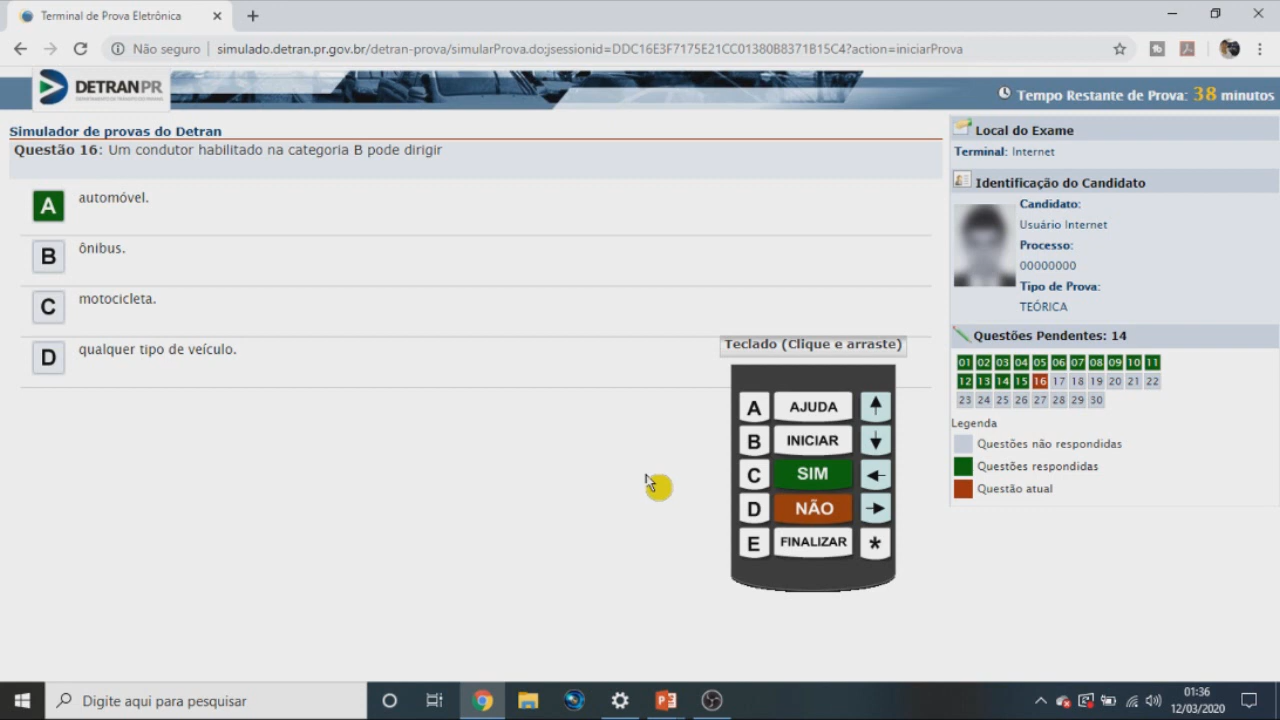 Terminal de Prova Eletrônica
Não seguro | simulado.detran.pr.gov.br/detran-prova/simularProva.do;jsessionid=DDC16E3F7175E21CC01380B8371B15C4?action=iniciarProva
DETRANPR
DEPARTAMENTO DE TRÂNSITO DO PARANÁ
Tempo Restante de Prova: 38 minutos
Simulador de provas do Detran
Questão 16: Um condutor habilitado na categoria B pode dirigir
A automóvel.
B ônibus.
C motocicleta.
D qualquer tipo de veículo.
Teclado (Clique e arraste)
A AJUDA
B INICIAR
C SIM
D NÃO
E FINALIZAR *
Local do Exame
Terminal: Internet
Identificação do Candidato
Candidato:
Usuário Internet
Processo:
00000000
Tipo de Prova:
TEÓRICA
Questões Pendentes: 14
01 02 03 04 05 06 07 08 09 10 11
12 13 14 15 16 17 18 19 20 21 22
23 24 25 26 27 28 29 30
Legenda
Questões não respondidas
Questões respondidas
Questão atual
Digite aqui para pesquisar
01:36
12/03/2020